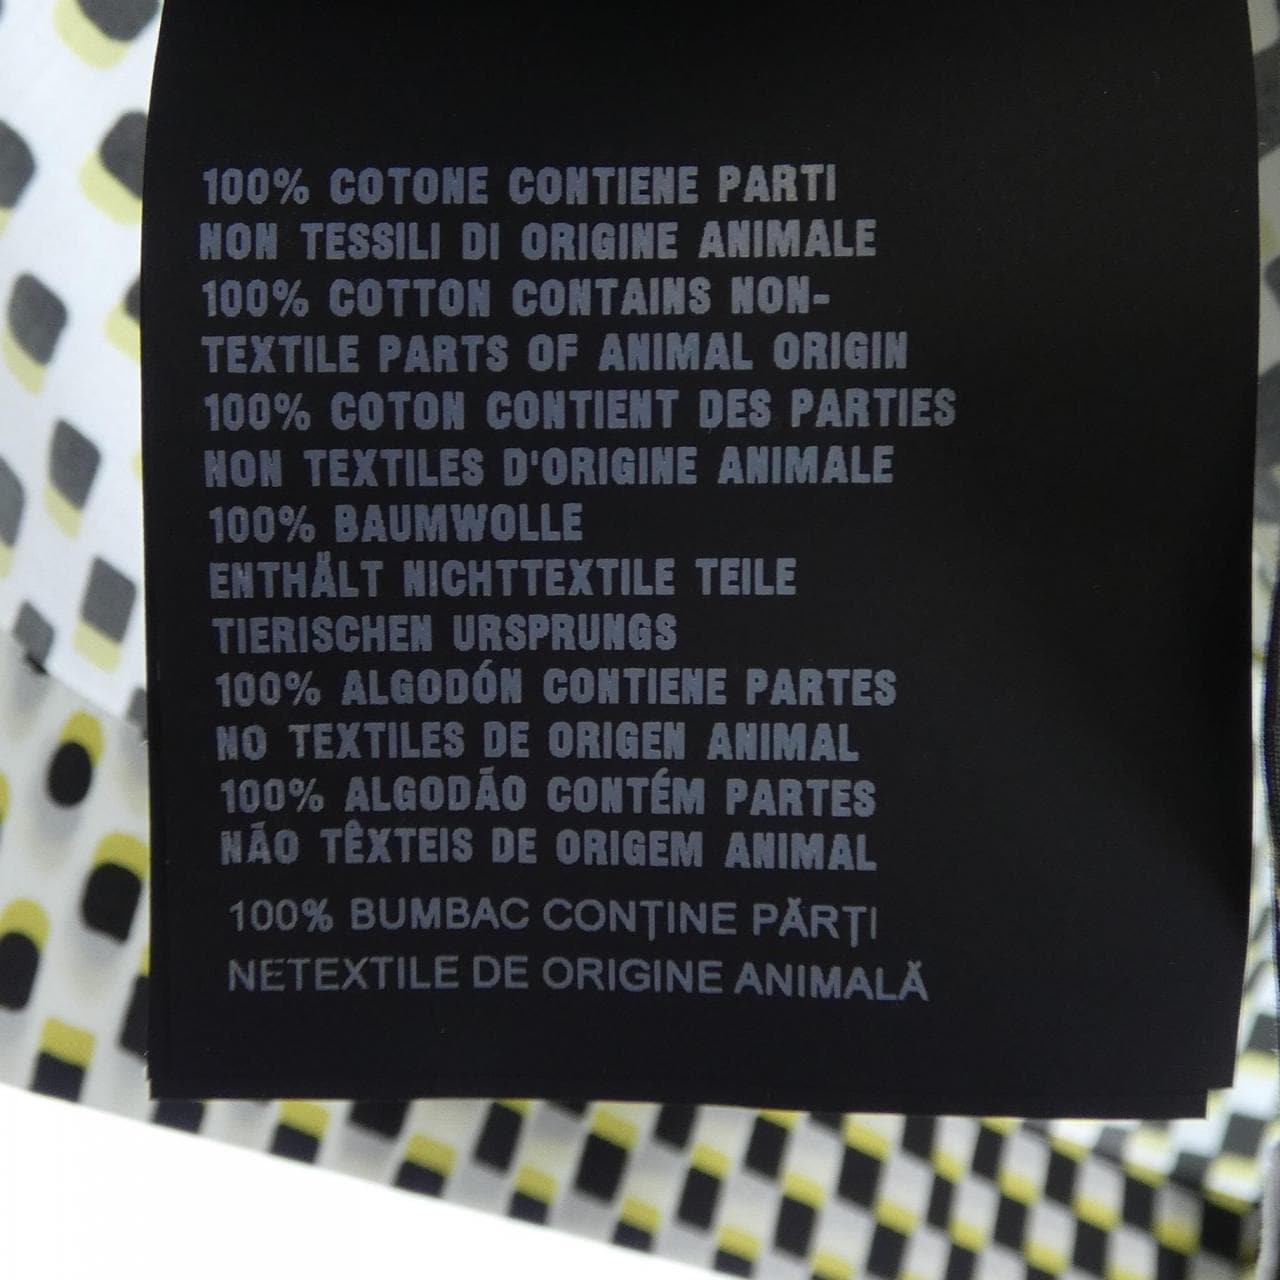 100% COTONE CONTIENE PARTI
NON TESSILI DI ORIGINE ANIMALE
100% COTTON CONTAINS NON-
TEXTILE PARTS OF ANIMAL ORIGIN
100% COTON CONTIENT DES PARTIES
NON TEXTILES D'ORIGINE ANIMALE
100% BAUMWOLLE
ENTHÄLT NICHTTEXTILE TEILE
TIERISCHEN URSPRUNGS
100% ALGODÓN CONTIENE PARTES
NO TEXTILES DE ORIGEN ANIMAL
100% ALGODÃO CONTÉM PARTES
NÃO TÊXTEIS DE ORIGEM ANIMAL
100% BUMBAC CONȚINE PĂRȚI
NETEXTILE DE ORIGINE ANIMALĂ